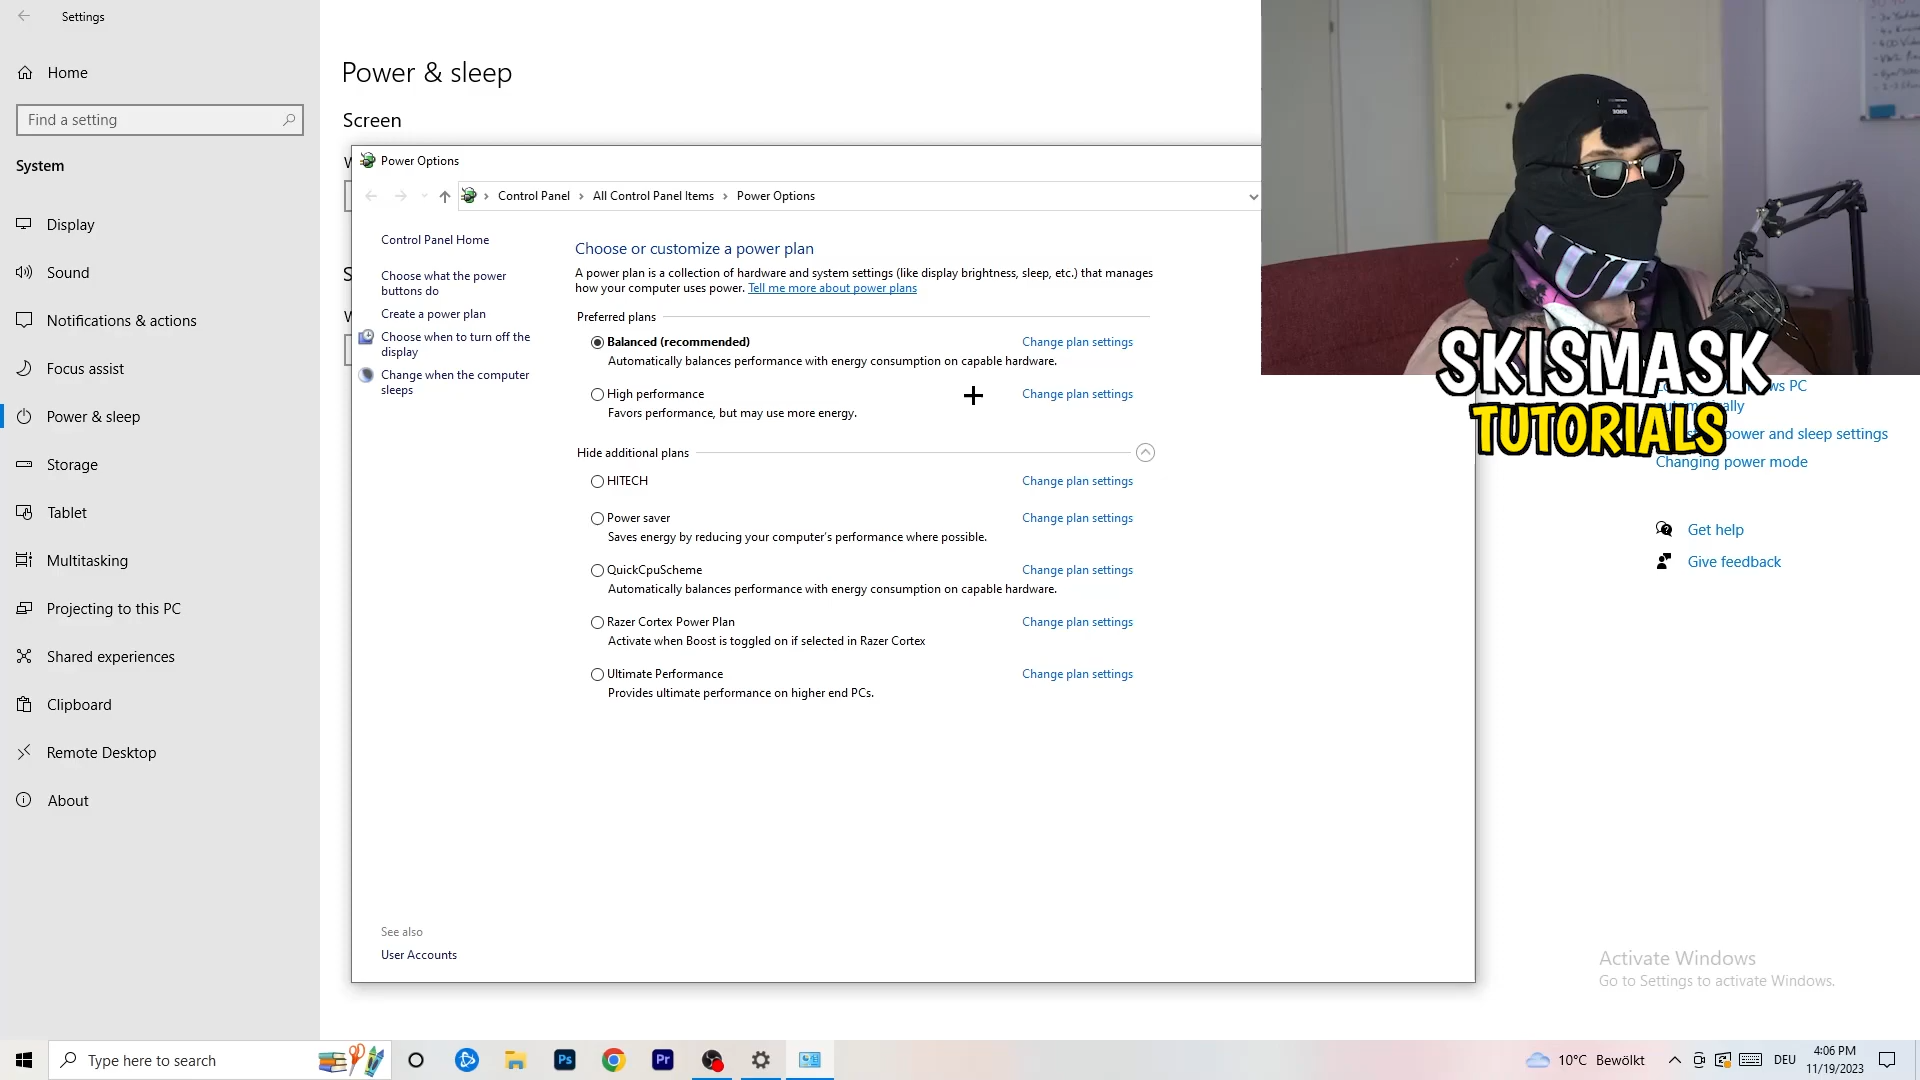 Settings
Home
Find a setting
System
Display
Sound
Notifications & actions
Focus assist
Power & sleep
Storage
Tablet
Multitasking
Projecting to this PC
Shared experiences
Clipboard
Remote Desktop
About
Power & sleep
Screen
Power Options
Control Panel › All Control Panel Items › Power Options
Control Panel Home
Choose what the power
buttons do
Create a power plan
Choose when to turn off the
display
Change when the computer
sleeps
See also
User Accounts
Choose or customize a power plan
A power plan is a collection of hardware and system settings (like display brightness, sleep, etc.) that manages
how your computer uses power. Tell me more about power plans
Preferred plans
Balanced (recommended) Change plan settings
Automatically balances performance with energy consumption on capable hardware.
High performance Change plan settings
Favors performance, but may use more energy.
Hide additional plans
HITECH Change plan settings
Power saver Change plan settings
Saves energy by reducing your computer's performance where possible.
QuickCpuScheme Change plan settings
Automatically balances performance with energy consumption on capable hardware.
Razer Cortex Power Plan Change plan settings
Activate when Boost is toggled on if selected in Razer Cortex
Ultimate Performance Change plan settings
Provides ultimate performance on higher end PCs.
SKISMASK
TUTORIALS
PC
power and sleep settings
Changing power mode
Get help
Give feedback
Activate Windows
Go to Settings to activate Windows.
Type here to search
Ps
Pr
10°C Bewölkt
DEU
4:06 PM
11/19/2023